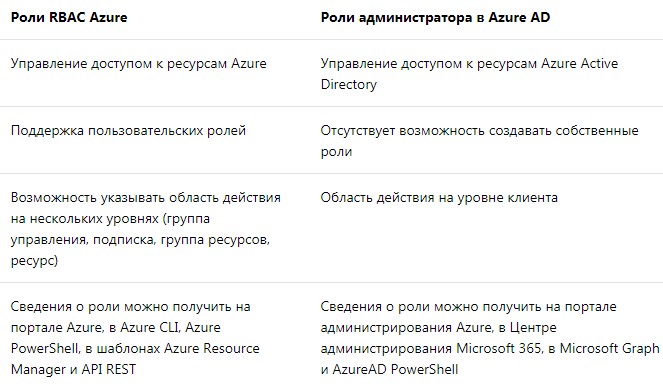 Роли RBAC Azure
Роли администратора в Azure AD
Управление доступом к ресурсам Azure
Управление доступом к ресурсам Azure Active
Directory
Поддержка пользовательских ролей
Отсутствует возможность создавать собственные
роли
Возможность указывать область действия
на нескольких уровнях (группа
управления, подписка, группа ресурсов,
ресурс)
Область действия на уровне клиента
Сведения о роли можно получить на
портале Azure, в Azure CLI, Azure
PowerShell, в шаблонах Azure Resource
Manager и API REST
Сведения о роли можно получить на портале
администрирования Azure, в Центре
администрирования Microsoft 365, в Microsoft Graph
и AzureAD PowerShell